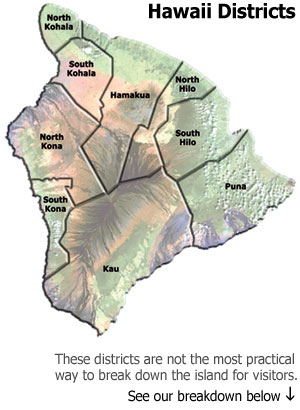 Hawaii Districts
North
Kohala
South
Kohala
Hamakua
North
Hilo
North
Kona
South
Hilo
Puna
South
Kona
Kau
These districts are not the most practical
way to break down the island for visitors.
See our breakdown below ↓